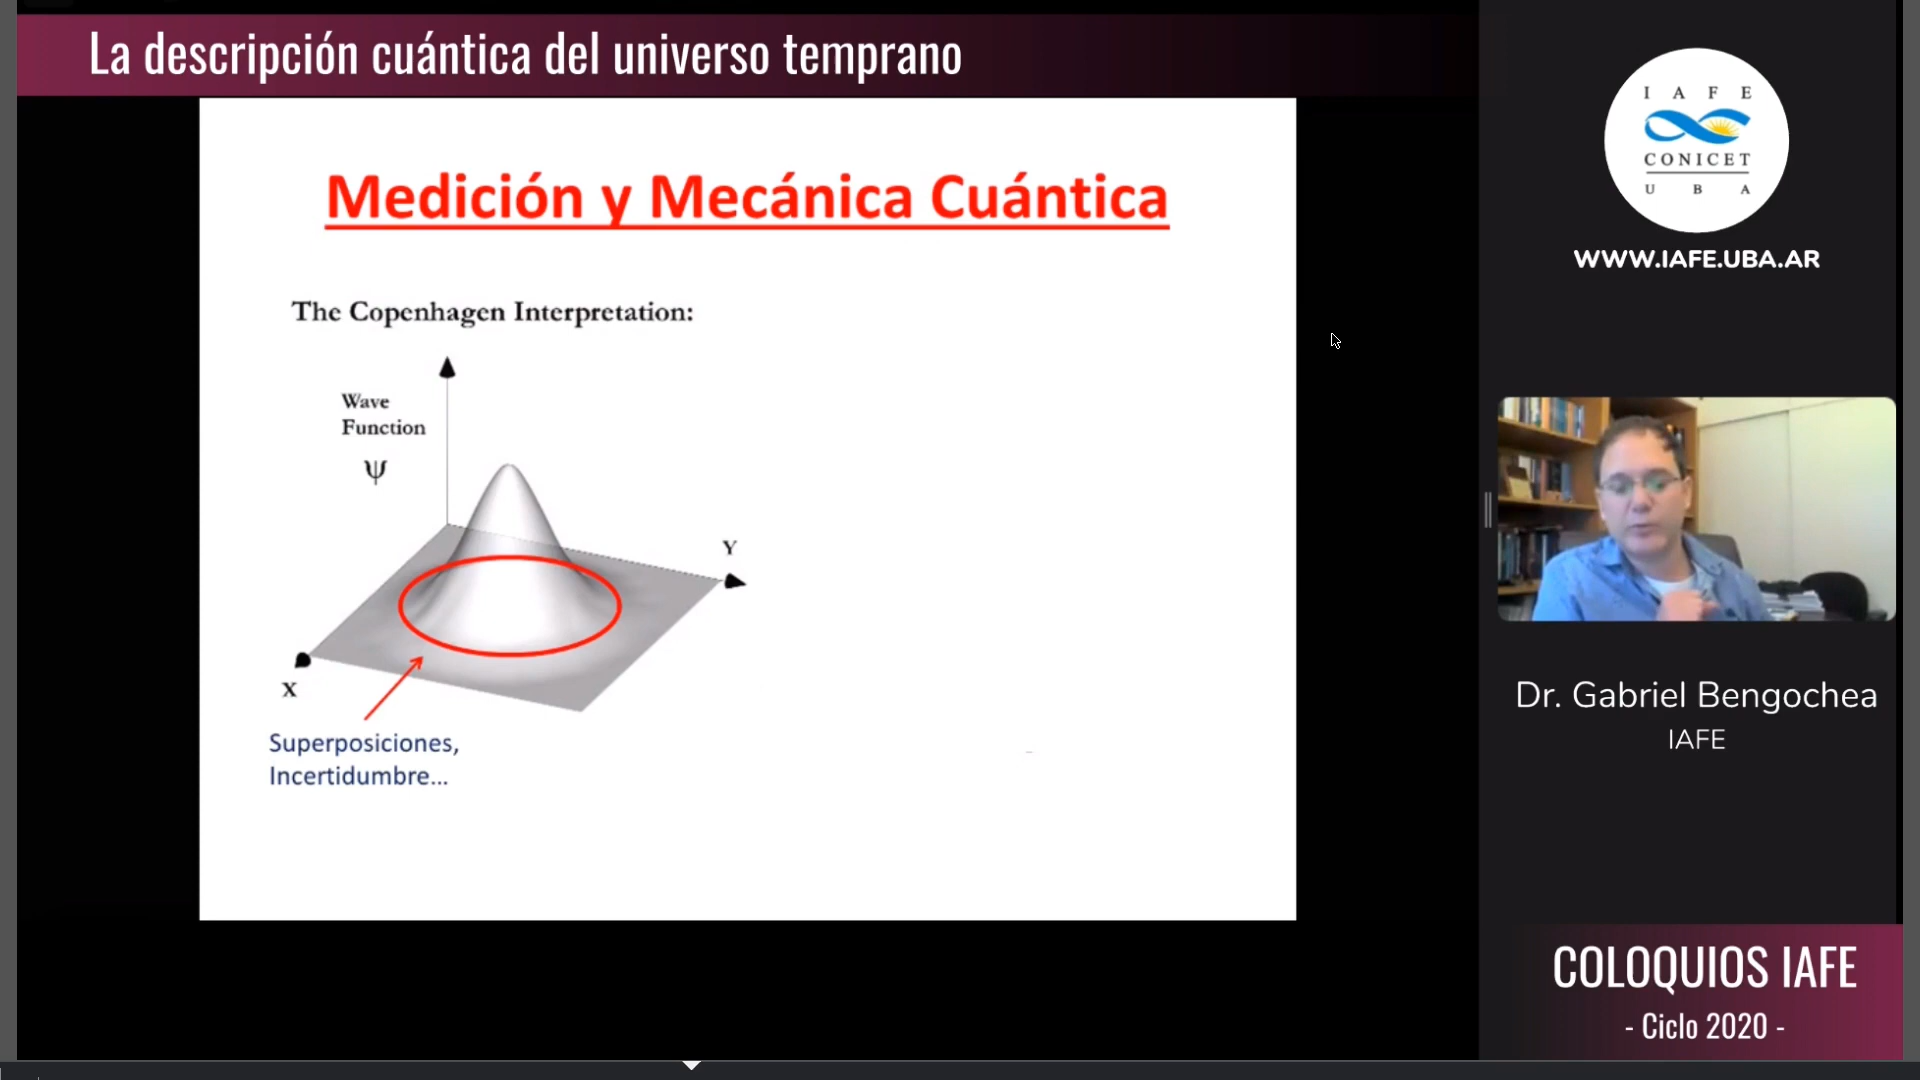 La descripción cuántica del universo temprano
Medición y Mecánica Cuántica
The Copenhagen Interpretation:
Wave
Function
Ψ
Y
X
Superposiciones,
Incertidumbre...
I A F E
CONICET
U B A
WWW.IAFE.UBA.AR
Dr. Gabriel Bengochea
IAFE
COLOQUIOS IAFE
- Ciclo 2020 -